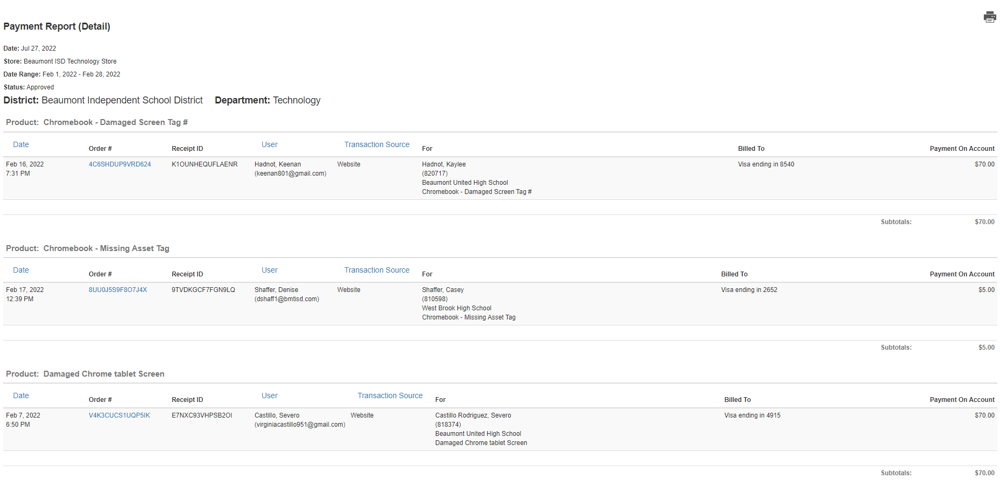 Payment Report (Detail)
Date: Jul 27, 2022
Store: Beaumont ISD Technology Store
Date Range: Feb 1, 2022 - Feb 28, 2022
Status: Approved
District: Beaumont Independent School District Department: Technology
Product: Chromebook - Damaged Screen Tag #
Date Order # Receipt ID User Transaction Source For Billed To Payment On Account
Feb 16, 2022 4C6SHDUP9VRD624 K1OUNHEQUFLAENR Hadnot, Keenan Website Hadnot, Kaylee Visa ending in 8540 $70.00
7:31 PM (keenan801@gmail.com) (820717)
Beaumont United High School
Chromebook - Damaged Screen Tag #
Subtotals: $70.00
Product: Chromebook - Missing Asset Tag
Date Order # Receipt ID User Transaction Source For Billed To Payment On Account
Feb 17, 2022 8UU0J5S9F8O7J4X 9TVDKGCF7FGN9LQ Shaffer, Denise Website Shaffer, Casey Visa ending in 2652 $5.00
12:39 PM (dshaff1@bmtisd.com) (810598)
West Brook High School
Chromebook - Missing Asset Tag
Subtotals: $5.00
Product: Damaged Chrome tablet Screen
Date Order # Receipt ID User Transaction Source For Billed To Payment On Account
Feb 7, 2022 V4K3CUCS1UQP5IK E7NXC93VHPSB2OI Castillo, Severo Website Castillo Rodriguez, Severo Visa ending in 4915 $70.00
6:50 PM (virginiacastillo951@gmail.com) (818374)
Beaumont United High School
Damaged Chrome tablet Screen
Subtotals: $70.00